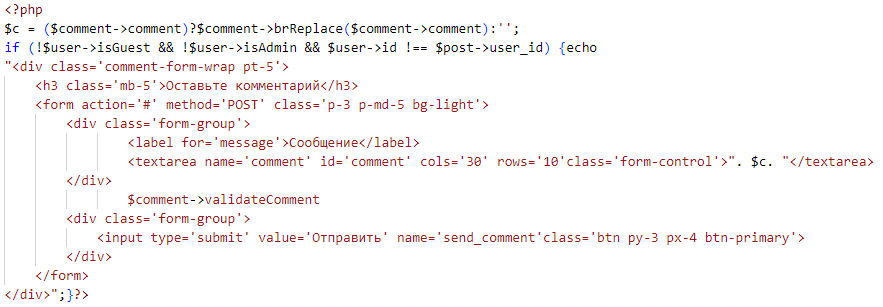 <?php
$c = ($comment->comment)?$comment->brReplace($comment->comment):'';
if (!$user->isGuest && !$user->isAdmin && $user->id !== $post->user_id) {echo
"<div class='comment-form-wrap pt-5'>
<h3 class='mb-5'>Оставьте комментарий</h3>
<form action='#' method='POST' class='p-3 p-md-5 bg-light'>
<div class='form-group'>
<label for='message'>Сообщение</label>
<textarea name='comment' id='comment' cols='30' rows='10'class='form-control'>". $c. "</textarea>
</div>
$comment->validateComment
<div class='form-group'>
<input type='submit' value='Отправить' name='send_comment'class='btn py-3 px-4 btn-primary'>
</div>
</form>
</div>";}?>